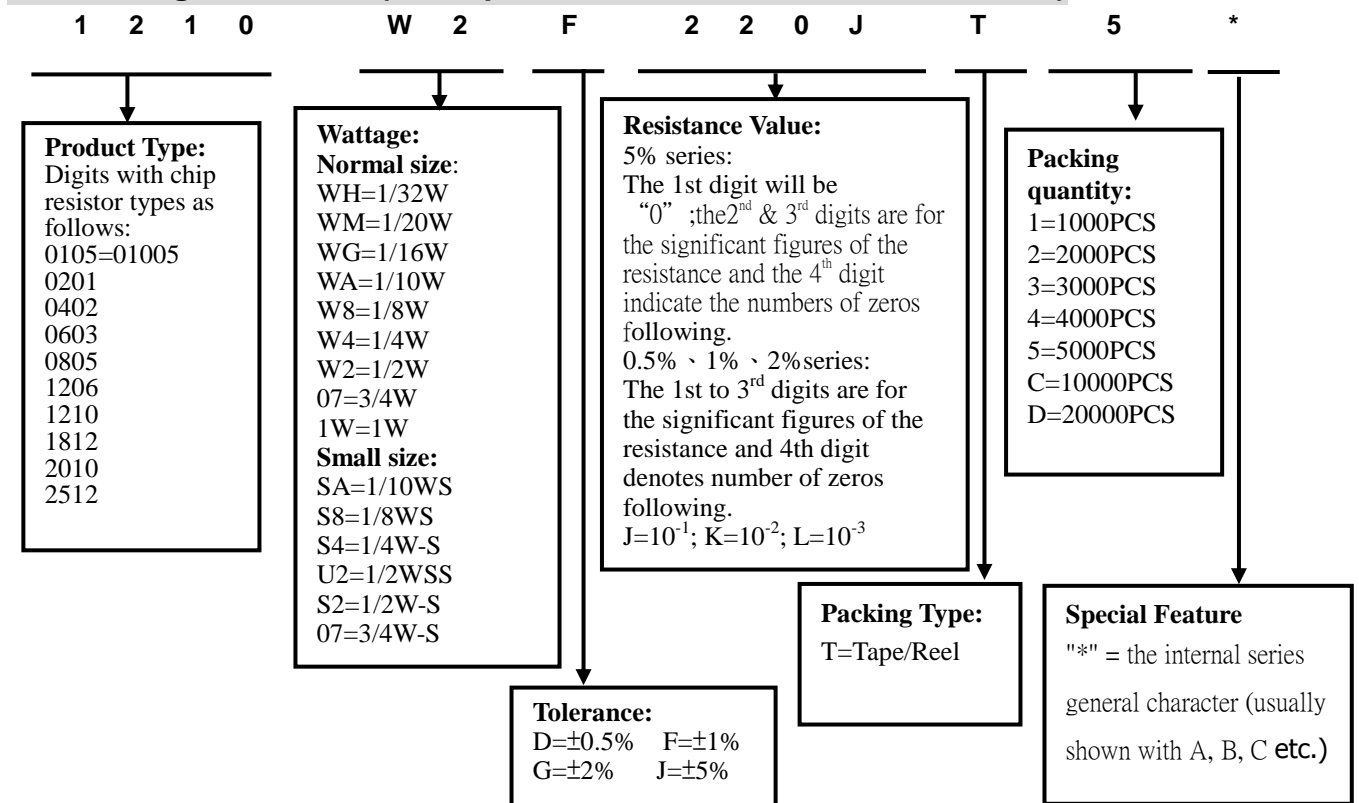 1 2 1 0 W 2 F 2 2 0 J T 5 *
Product Type:
Digits with chip
resistor types as
follows:
0105=01005
0201
0402
0603
0805
1206
1210
1812
2010
2512
Wattage:
Normal size:
WH=1/32W
WM=1/20W
WG=1/16W
WA=1/10W
W8=1/8W
W4=1/4W
W2=1/2W
07=3/4W
1W=1W
Small size:
SA=1/10WS
S8=1/8WS
S4=1/4W-S
U2=1/2WSS
S2=1/2W-S
07=3/4W-S
Tolerance:
D=±0.5% F=±1%
G=±2% J=±5%
Resistance Value:
5% series:
The 1st digit will be
“0” ;the2nd & 3rd digits are for
the significant figures of the
resistance and the 4th digit
indicate the numbers of zeros
following.
0.5%、1%、2%series:
The 1st to 3rd digits are for
the significant figures of the
resistance and 4th digit
denotes number of zeros
following.
J=10-1; K=10-2; L=10-3
Packing Type:
T=Tape/Reel
Packing
quantity:
1=1000PCS
2=2000PCS
3=3000PCS
4=4000PCS
5=5000PCS
C=10000PCS
D=20000PCS
Special Feature
"*" = the internal series
general character (usually
shown with A, B, C etc.)